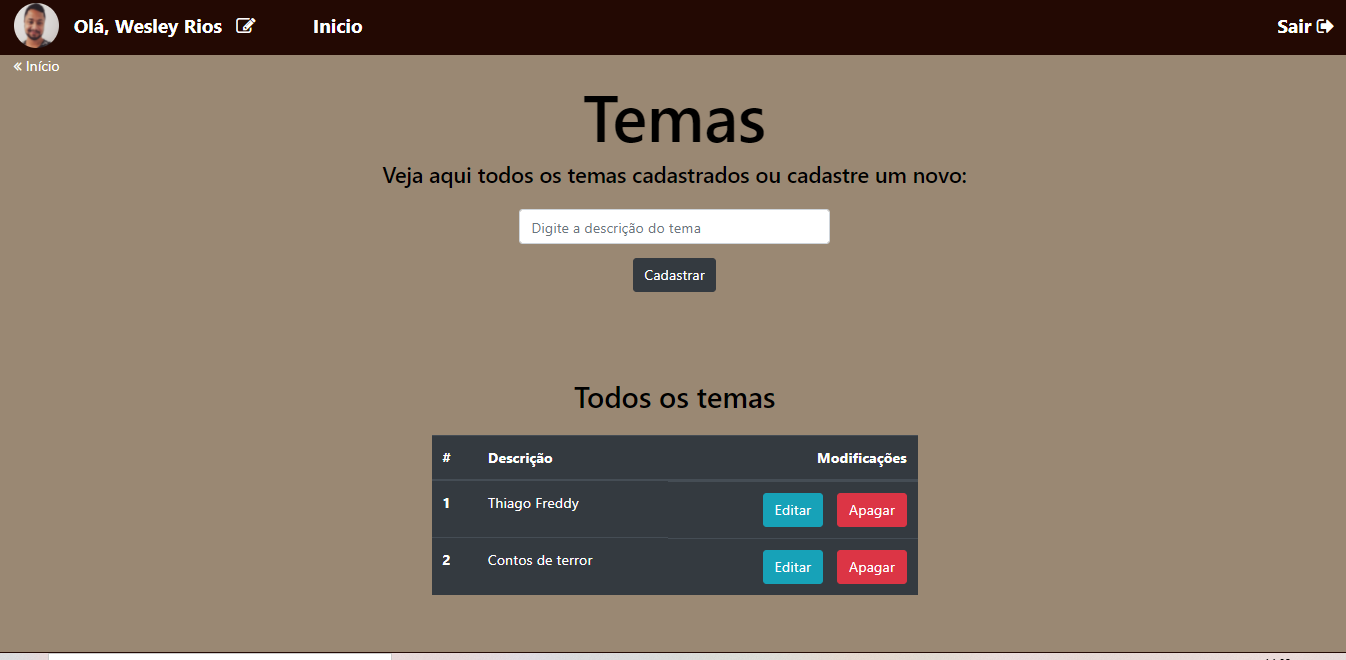 Olá, Wesley Rios Inicio Sair
« Início
Temas
Veja aqui todos os temas cadastrados ou cadastre um novo:
Digite a descrição do tema
Cadastrar
Todos os temas
# Descrição Modificações
1 Thiago Freddy Editar Apagar
2 Contos de terror Editar Apagar